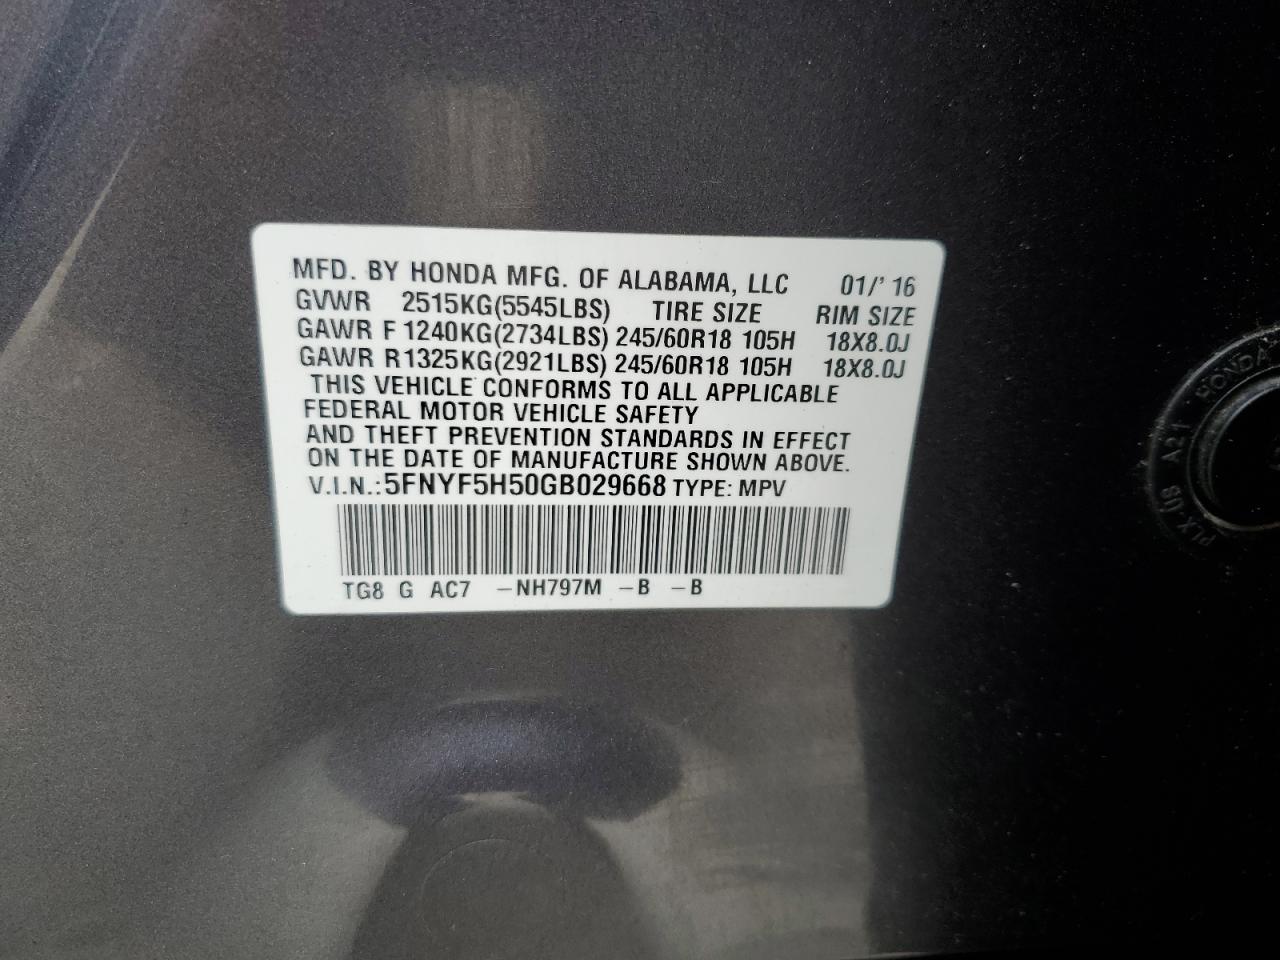 MFD. BY HONDA MFG. OF ALABAMA, LLC 01/'16
GVWR 2515KG(5545LBS) TIRE SIZE RIM SIZE
GAWR F 1240KG(2734LBS) 245/60R18 105H 18X8.0J
GAWR R 1325KG(2921LBS) 245/60R18 105H 18X8.0J
THIS VEHICLE CONFORMS TO ALL APPLICABLE
FEDERAL MOTOR VEHICLE SAFETY
AND THEFT PREVENTION STANDARDS IN EFFECT
ON THE DATE OF MANUFACTURE SHOWN ABOVE.
V.I.N.: 5FNYF5H50GB029668 TYPE: MPV
TG8 G AC7 -NH797M -B -B
A21 HONDA